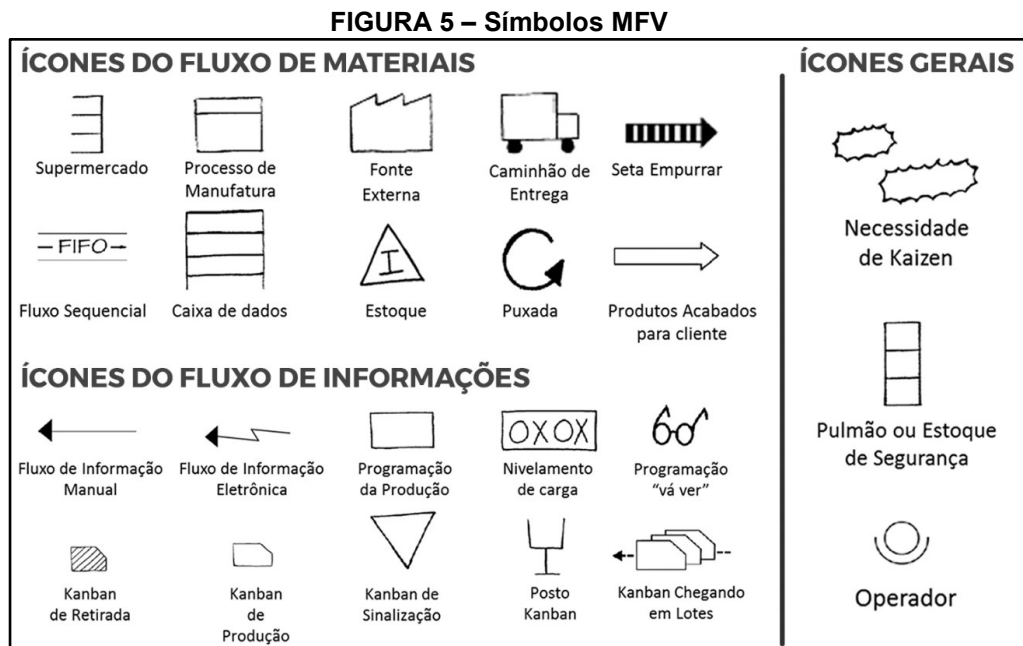 FIGURA 5 – Símbolos MFV
ÍCONES DO FLUXO DE MATERIAIS
Supermercado
Processo de
Manufatura
Fonte
Externa
Caminhão de
Entrega
Seta Empurrar
FIFO
I
Fluxo Sequencial
Caixa de dados
Estoque
Puxada
Produtos Acabados
para cliente
ÍCONES DO FLUXO DE INFORMAÇÕES
OXOX
Fluxo de Informação
Manual
Fluxo de Informação
Eletrônica
Programação
da Produção
Nivelamento
de carga
Programação
"vá ver"
Kanban
de Retirada
Kanban
de
Produção
Kanban de
Sinalização
Posto
Kanban
Kanban Chegando
em Lotes
ÍCONES GERAIS
Necessidade
de Kaizen
Pulmão ou Estoque
de Segurança
Operador